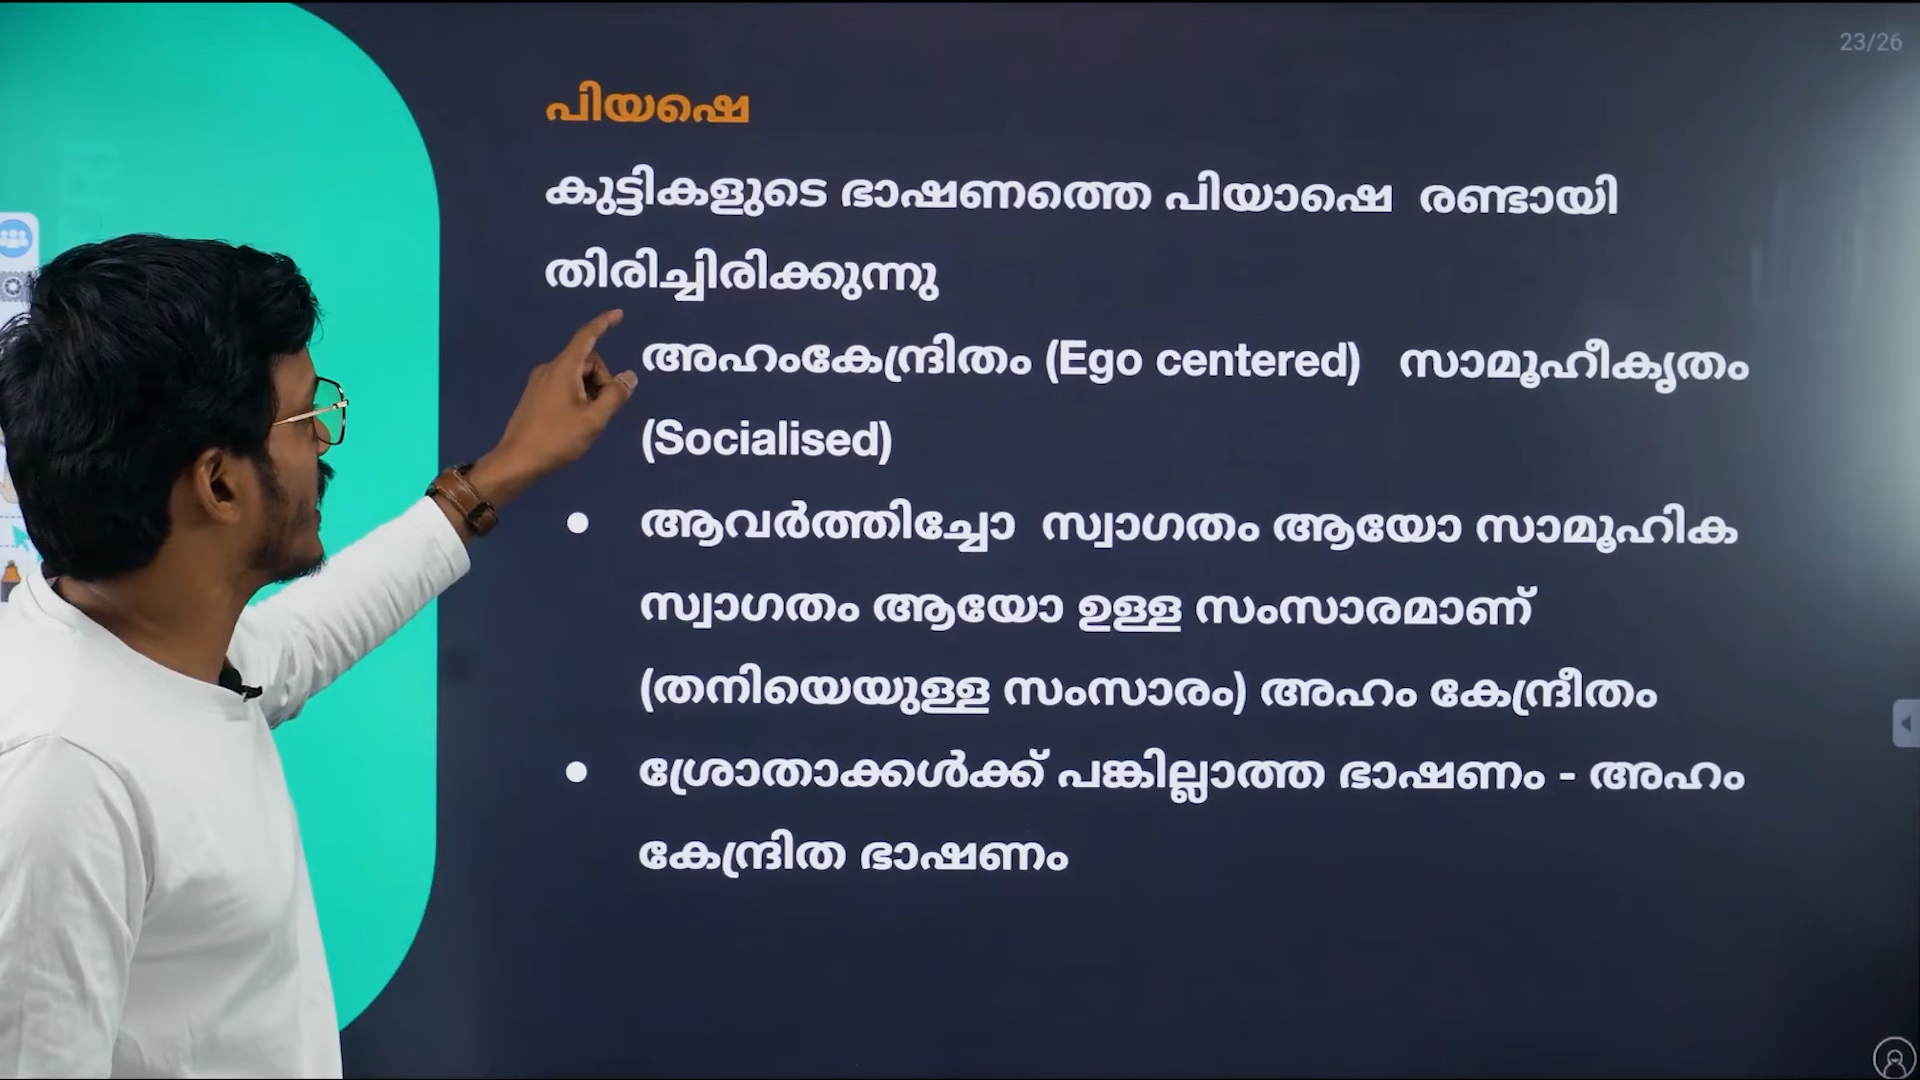 23/26
പിയഷെ
കുട്ടികളുടെ ഭാഷണത്തെ പിയാഷെ രണ്ടായി
തിരിച്ചിരിക്കുന്നു
അഹംകേന്ദ്രിതം (Ego centered) സാമൂഹീകൃതം
(Socialised)
• ആവർത്തിച്ചോ സ്വാഗതം ആയോ സാമൂഹിക
സ്വാഗതം ആയോ ഉള്ള സംസാരമാണ്
(തനിയെയുള്ള സംസാരം) അഹം കേന്ദ്രീതം
• ശ്രോതാക്കൾക്ക് പങ്കില്ലാത്ത ഭാഷണം - അഹം
കേന്ദ്രിത ഭാഷണം